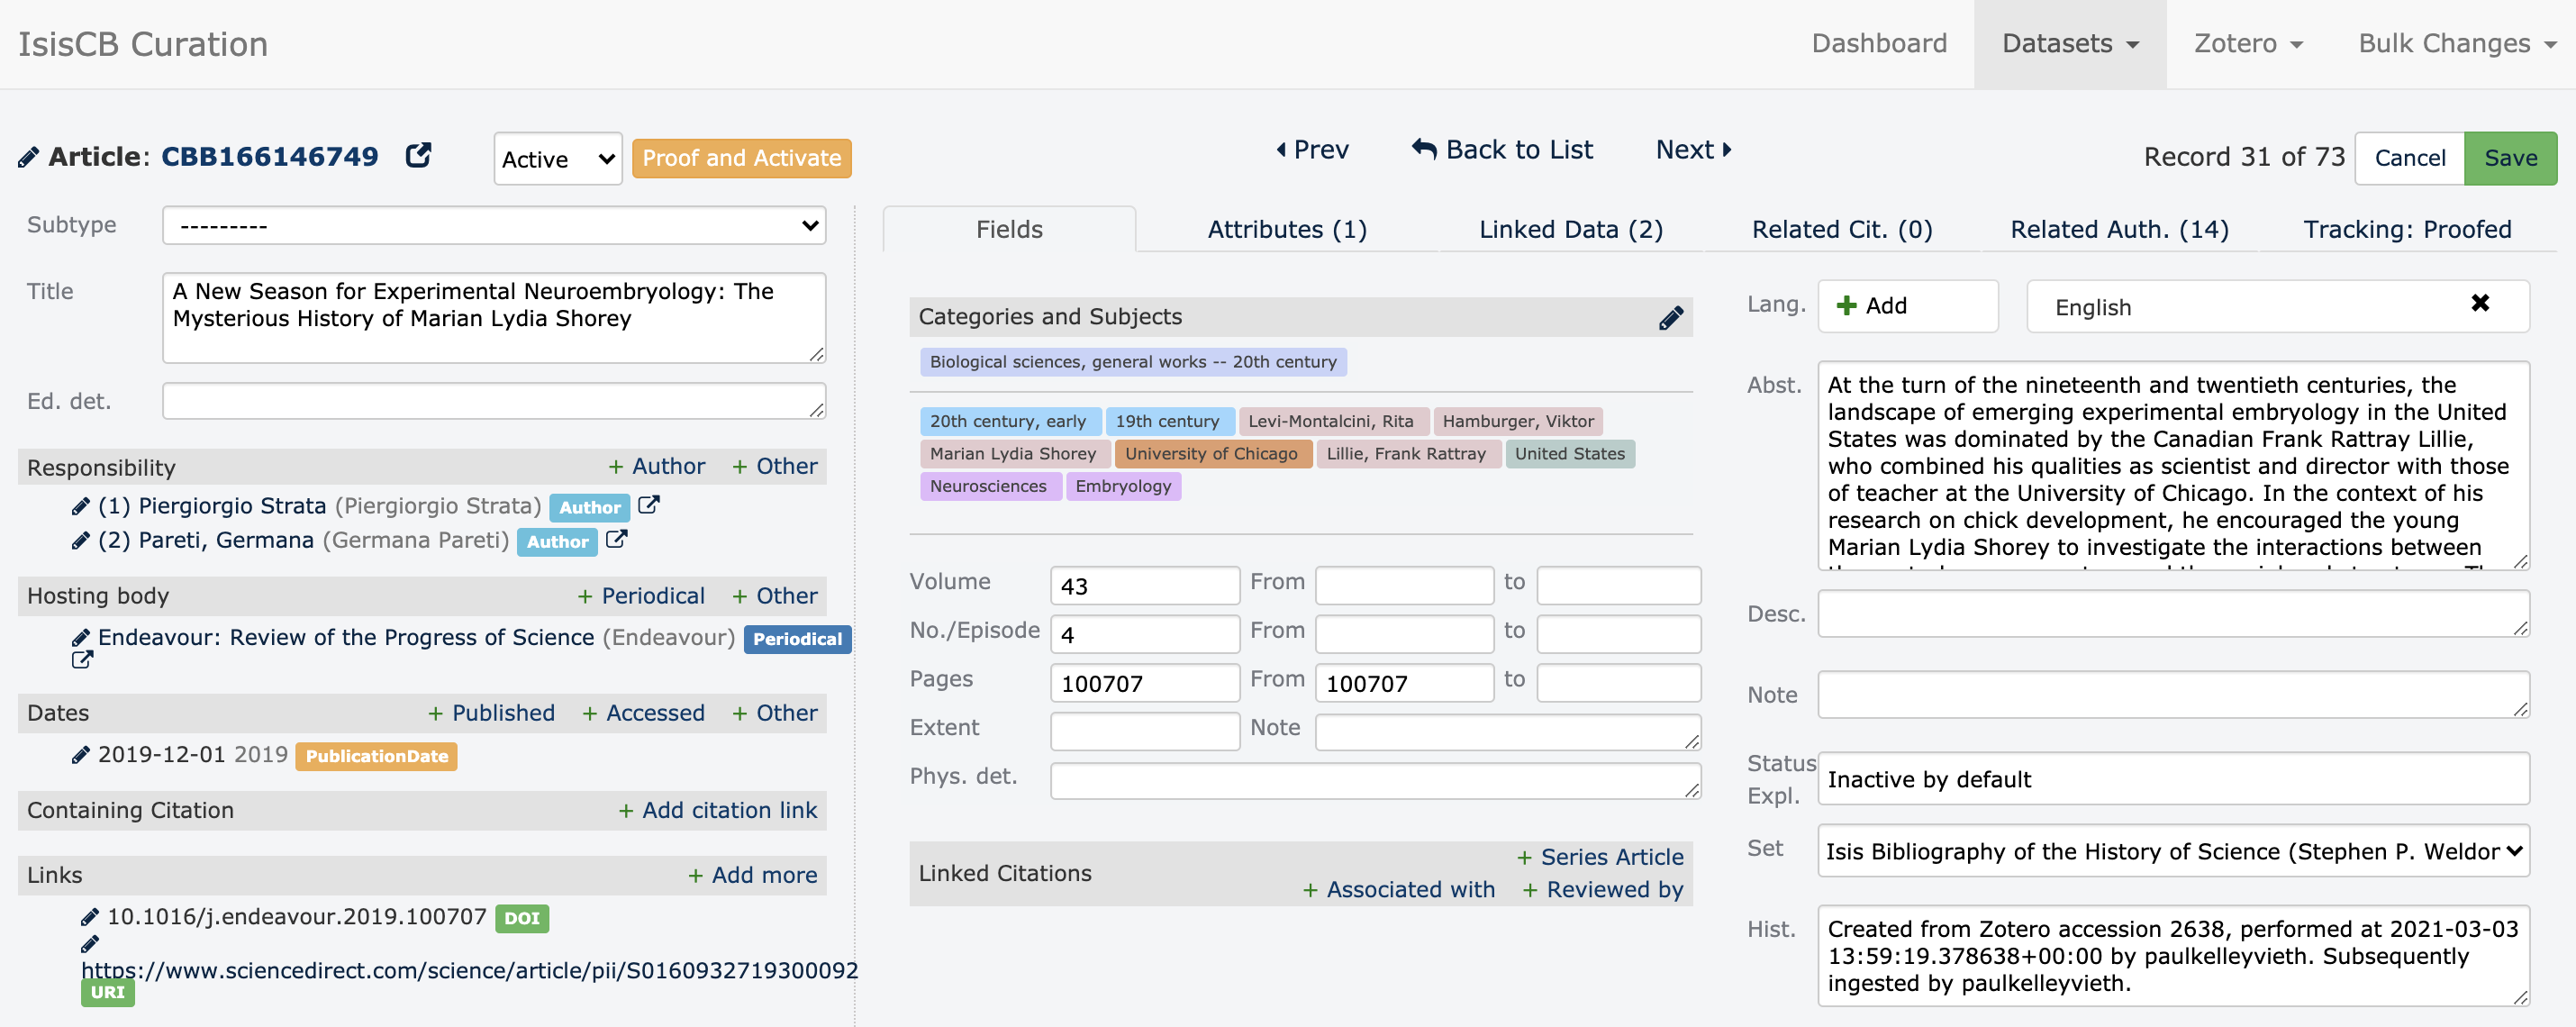 IsisCB Curation
Dashboard
Datasets
Zotero
Bulk Changes
Article: CBB166146749
Active
Proof and Activate
Prev
Back to List
Next
Record 31 of 73
Cancel
Save
Subtype
---------
Title
A New Season for Experimental Neuroembryology: The
Mysterious History of Marian Lydia Shorey
Ed. det.
Responsibility
+ Author
+ Other
(1) Piergiorgio Strata (Piergiorgio Strata) Author
(2) Pareti, Germana (Germana Pareti) Author
Hosting body
+ Periodical
+ Other
Endeavour: Review of the Progress of Science (Endeavour) Periodical
Dates
+ Published
+ Accessed
+ Other
2019-12-01 2019 PublicationDate
Containing Citation
+ Add citation link
Links
+ Add more
10.1016/j.endeavour.2019.100707 DOI
https://www.sciencedirect.com/science/article/pii/S0160932719300092
URI
Fields
Attributes (1)
Linked Data (2)
Related Cit. (0)
Related Auth. (14)
Tracking: Proofed
Categories and Subjects
Biological sciences, general works -- 20th century
20th century, early
19th century
Levi-Montalcini, Rita
Hamburger, Viktor
Marian Lydia Shorey
University of Chicago
Lillie, Frank Rattray
United States
Neurosciences
Embryology
Volume 43 From to
No./Episode 4 From to
Pages 100707 From 100707 to
Extent Note
Phys. det.
Linked Citations
+ Series Article
+ Associated with
+ Reviewed by
Lang.
+ Add
English
Abst.
At the turn of the nineteenth and twentieth centuries, the
landscape of emerging experimental embryology in the United
States was dominated by the Canadian Frank Rattray Lillie,
who combined his qualities as scientist and director with those
of teacher at the University of Chicago. In the context of his
research on chick development, he encouraged the young
Marian Lydia Shorey to investigate the interactions between
Desc.
Note
Status
Expl.
Inactive by default
Set
Isis Bibliography of the History of Science (Stephen P. Weldor
Hist.
Created from Zotero accession 2638, performed at 2021-03-03
13:59:19.378638+00:00 by paulkelleyvieth. Subsequently
ingested by paulkelleyvieth.